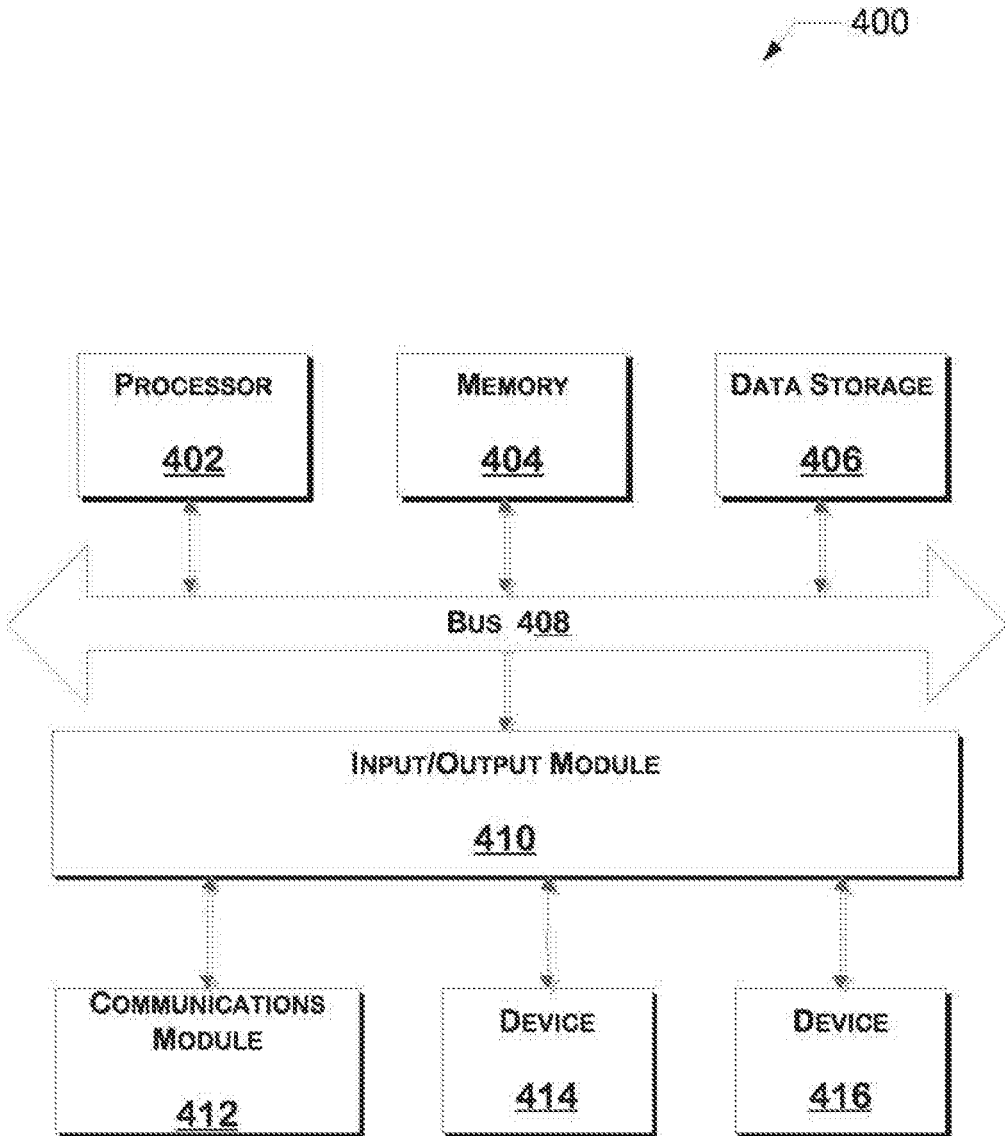 400
PROCESSOR
402
MEMORY
404
DATA STORAGE
406
BUS 408
INPUT/OUTPUT MODULE
410
COMMUNICATIONS
MODULE
412
DEVICE
414
DEVICE
416